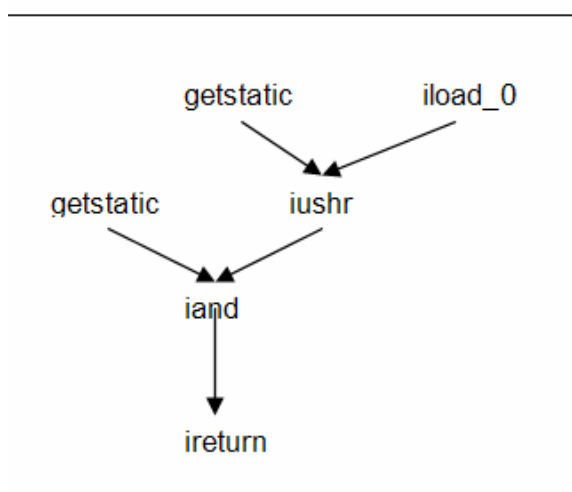 getstatic iload_0
getstatic iushr
iand
ireturn